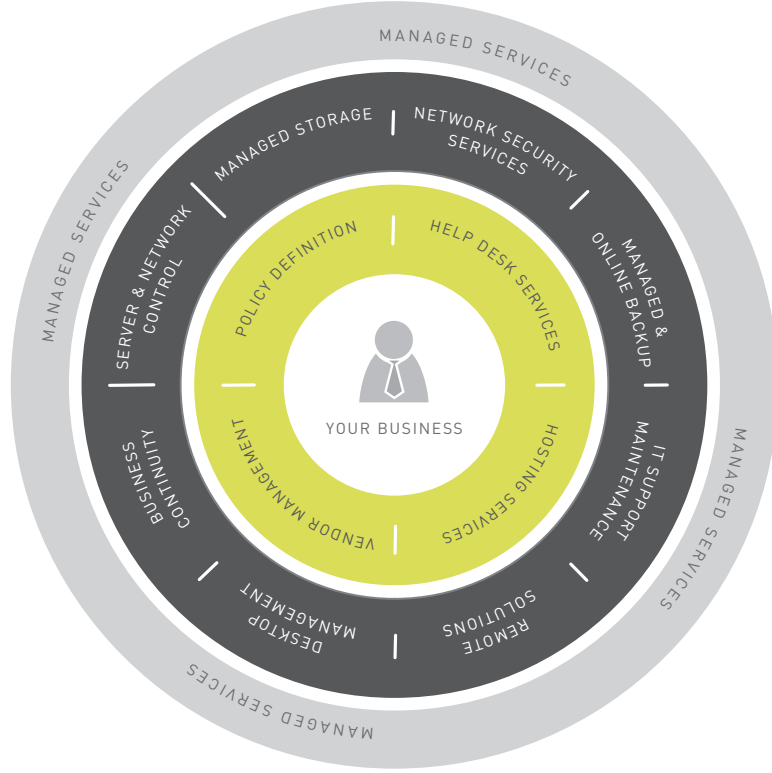 MANAGED SERVICES
MANAGED SERVICES
MANAGED SERVICES
MANAGED SERVICES
MANAGED STORAGE
NETWORK SECURITY
SERVICES
MANAGED &
ONLINE BACKUP
IT SUPPORT
MAINTENANCE
REMOTE
SOLUTIONS
DESKTOP
MANAGEMENT
BUSINESS
CONTINUITY
SERVER & NETWORK
CONTROL
POLICY DEFINITION
HELP DESK SERVICES
HOSTING SERVICES
VENDOR MANAGEMENT
YOUR BUSINESS